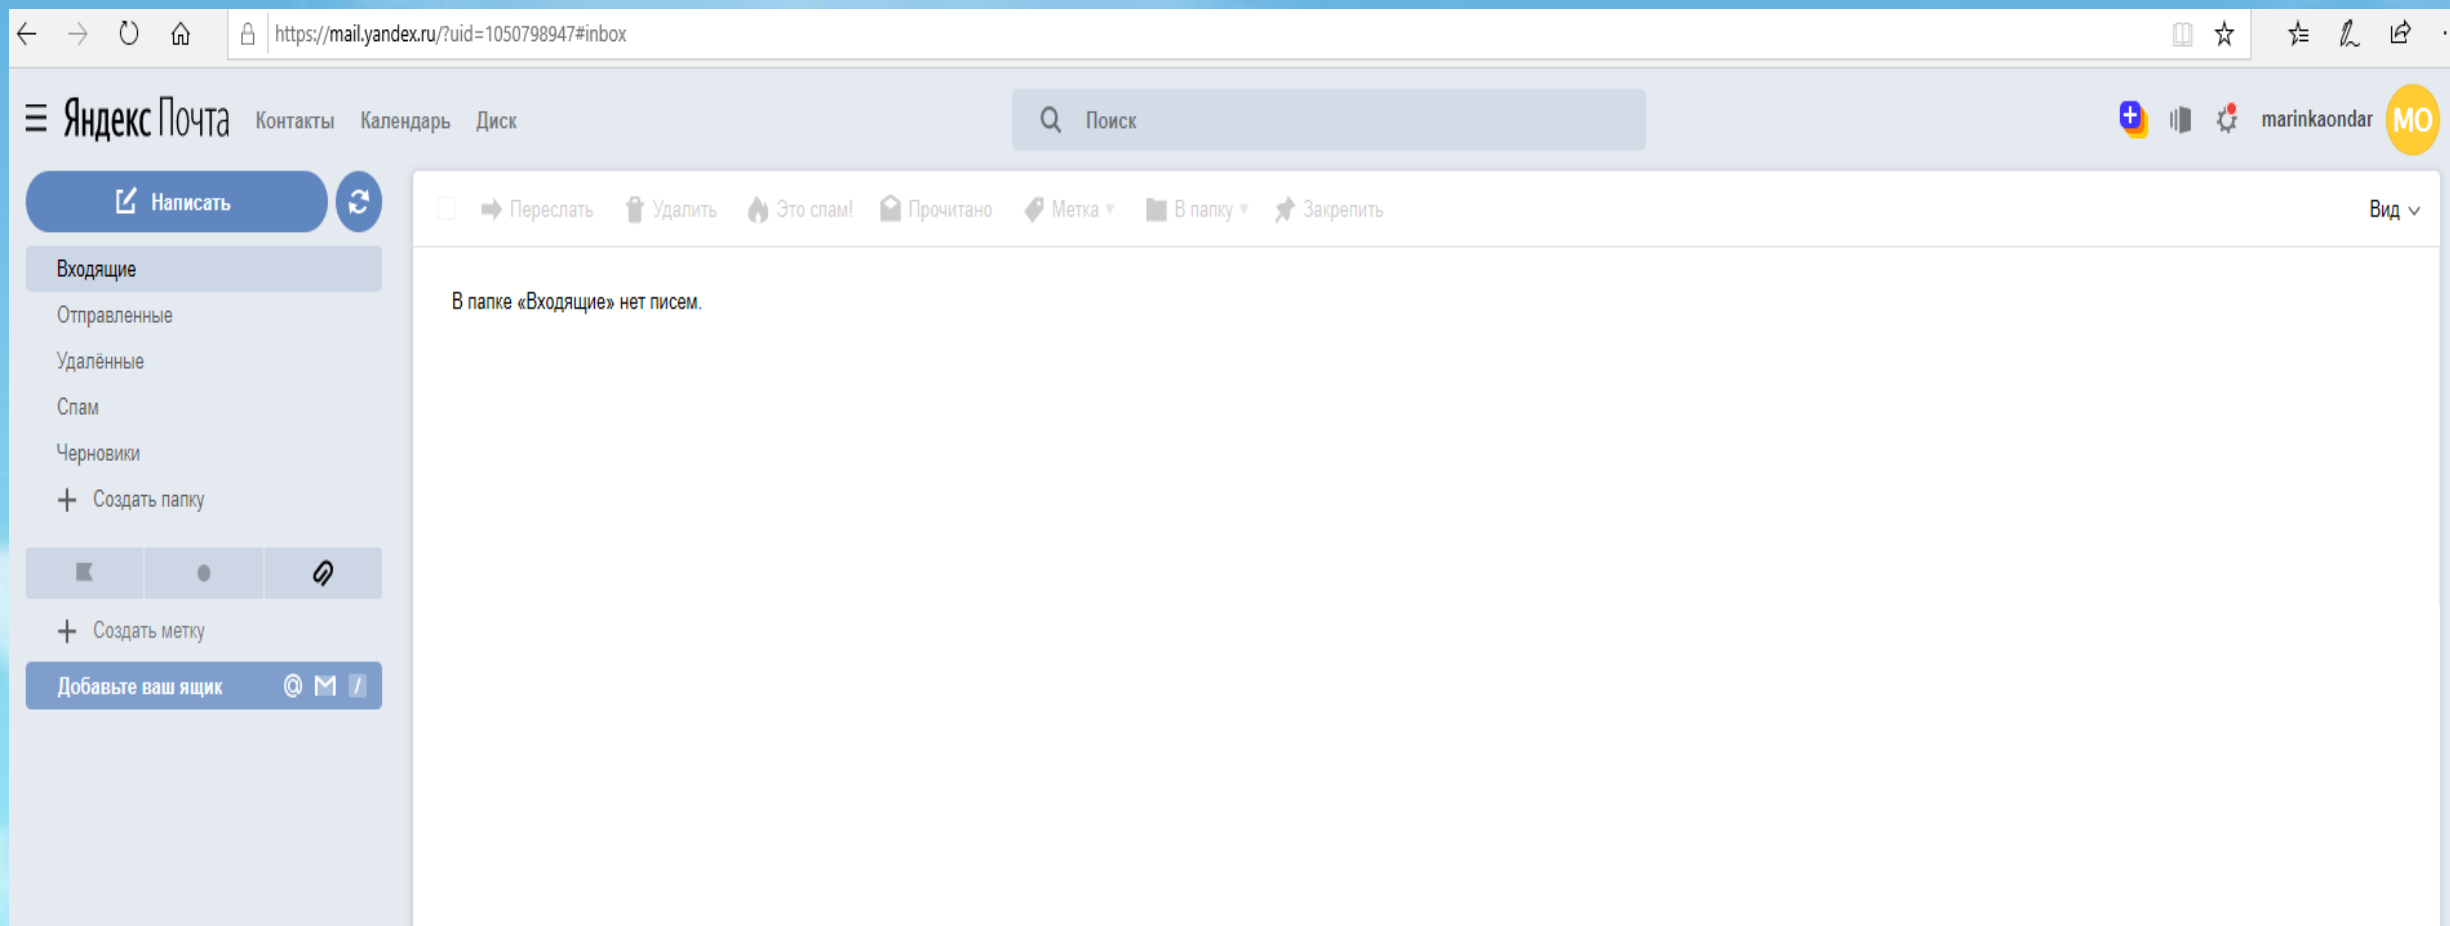 https://mail.yandex.ru/?uid=1050798947#inbox
Яндекс Почта Контакты Календарь Диск Поиск marinkaondar МО
Написать
Переслать Удалить Это спам! Прочитано Метка В папку Закрепить Вид
Входящие
В папке «Входящие» нет писем.
Отправленные
Удалённые
Спам
Черновики
+ Создать папку
+ Создать метку
Добавьте ваш ящик @